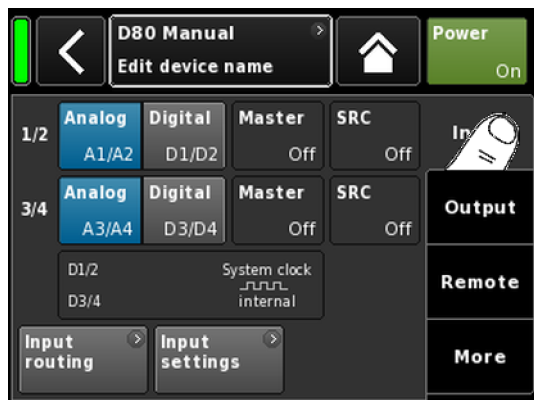 D80 Manual
Edit device name
Power
On
1/2
Analog
A1/A2
Digital
D1/D2
Master
Off
SRC
Off
3/4
Analog
A3/A4
Digital
D3/D4
Master
Off
SRC
Off
Output
D1/2
D3/4
System clock
internal
Remote
Input
routing
Input
settings
More